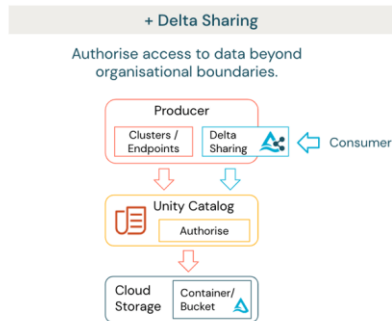 + Delta Sharing
Authorise access to data beyond
organisational boundaries.
Producer
Clusters /
Endpoints
Delta
Sharing
Consumer
Unity Catalog
Authorise
Cloud
Storage
Container/
Bucket